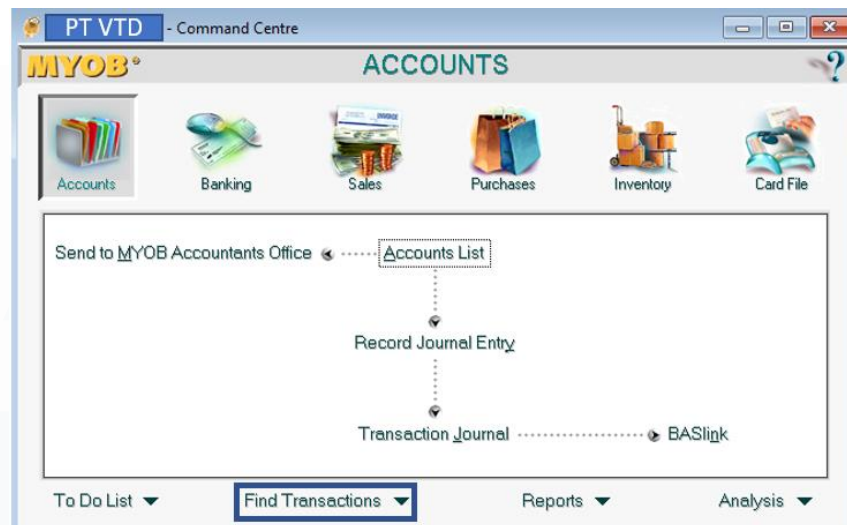 PT VTD - Command Centre
MYOB® ACCOUNTS ?
Accounts Banking Sales Purchases Inventory Card File
Send to MYOB Accountants Office Accounts List
Record Journal Entry
Transaction Journal BASlink
To Do List Find Transactions Reports Analysis